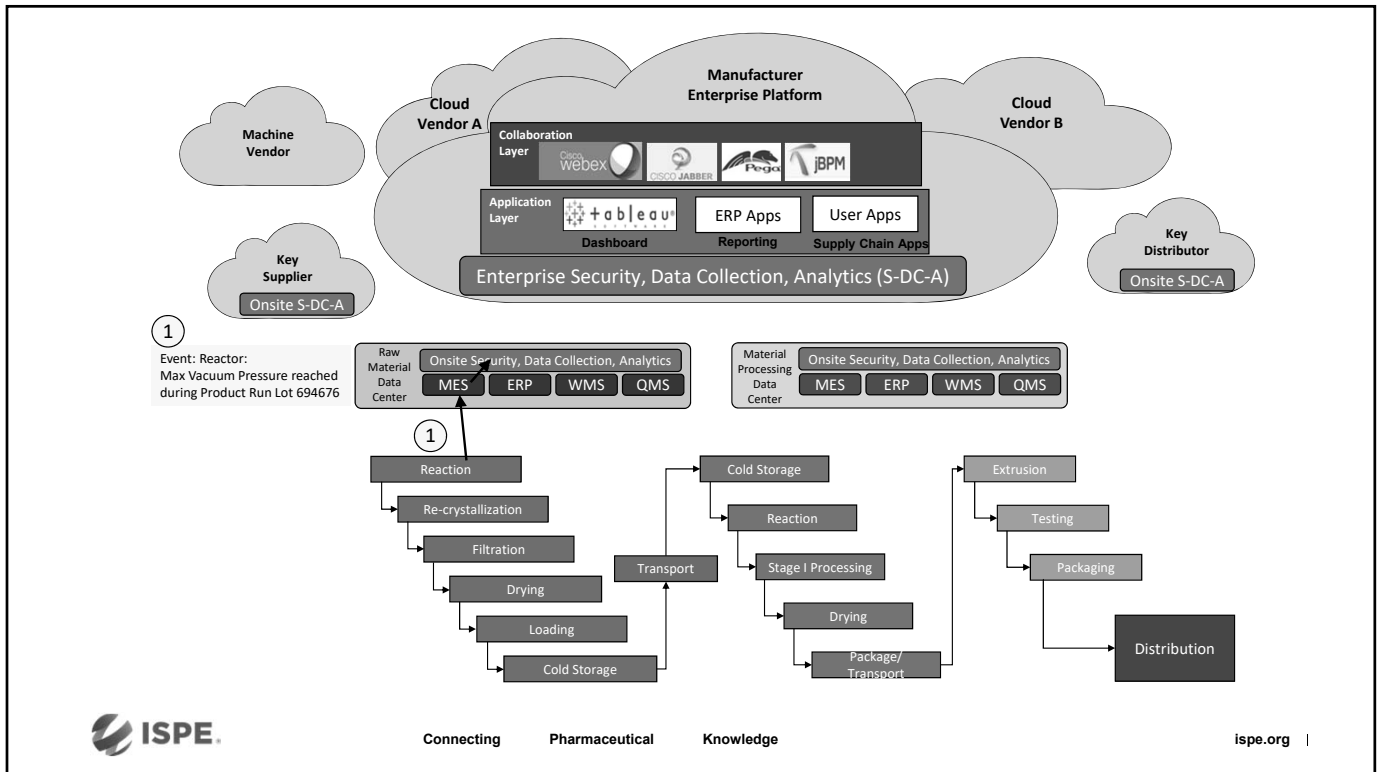 Manufacturer
Enterprise Platform
Cloud
Vendor A
Cloud
Vendor B
Machine
Vendor
Collaboration
Layer
Cisco
webex
CISCO JABBER
Pega
jBPM
Application
Layer
+ a b l e a u
SOFTWARE
ERP Apps
User Apps
Dashboard
Reporting
Supply Chain Apps
Key
Supplier
Onsite S-DC-A
Key
Distributor
Onsite S-DC-A
Enterprise Security, Data Collection, Analytics (S-DC-A)
1
Event: Reactor:
Max Vacuum Pressure reached
during Product Run Lot 694676
Raw
Material
Data
Center
Onsite Security, Data Collection, Analytics
MES
ERP
WMS
QMS
Material
Processing
Data
Center
Onsite Security, Data Collection, Analytics
MES
ERP
WMS
QMS
1
Reaction
Re-crystallization
Filtration
Drying
Loading
Cold Storage
Transport
Cold Storage
Reaction
Stage I Processing
Drying
Package/
Transport
Extrusion
Testing
Packaging
Distribution
ISPE.
Connecting Pharmaceutical Knowledge
ispe.org |